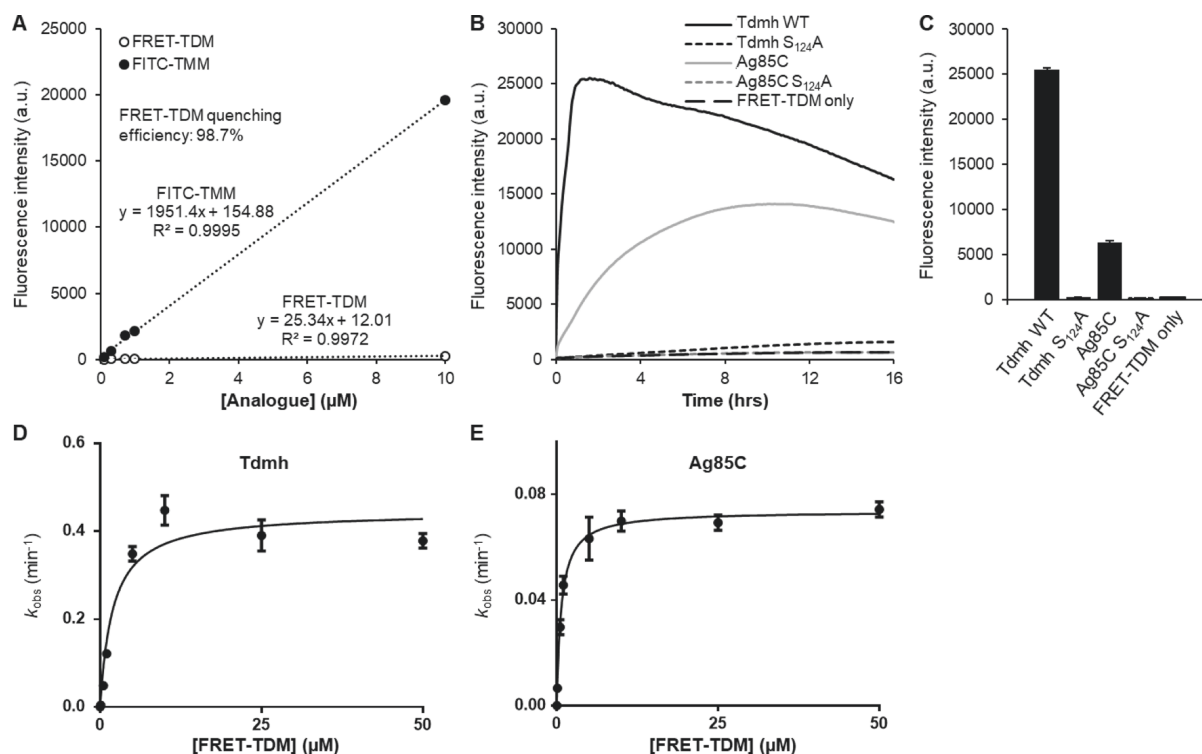 A
FRET-TDM
FITC-TMM
FRET-TDM quenching
efficiency: 98.7%
FITC-TMM
y = 1951.4x + 154.88
R² = 0.9995
FRET-TDM
y = 25.34x + 12.01
R² = 0.9972
Fluorescence intensity (a.u.)
25000
20000
15000
10000
5000
0
0
2
4
6
8
10
[Analogue] (µM)
B
Tdmh WT
Tdmh S₁₂₄A
Ag85C
Ag85C S₁₂₄A
FRET-TDM only
Fluorescence intensity (a.u.)
30000
25000
20000
15000
10000
5000
0
0
4
8
12
16
Time (hrs)
C
Fluorescence intensity (a.u.)
30000
25000
20000
15000
10000
5000
0
Tdmh WT
Tdmh S₁₂₄A
Ag85C
Ag85C S₁₂₄A
FRET-TDM only
D
Tdmh
kobs (min⁻¹)
0.6
0.4
0.2
0.0
0
25
50
[FRET-TDM] (µM)
E
Ag85C
kobs (min⁻¹)
0.08
0.04
0.00
0
25
50
[FRET-TDM] (µM)